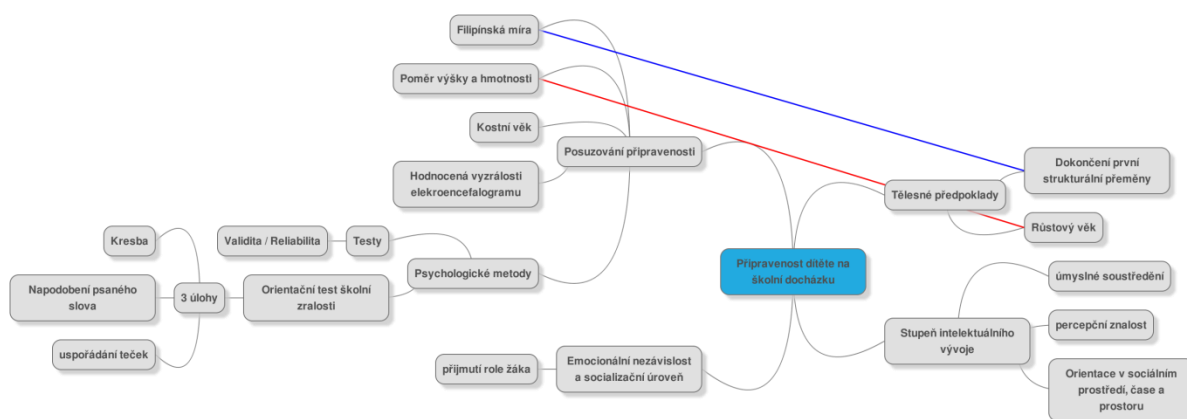 Filipínská míra
Poměr výšky a hmotnosti
Kostní věk
Posuzování připravenosti
Hodnocená vyzrálosti
elekroencefalogramu
Dokončení první
strukturální přeměny
Tělesné předpoklady
Růstový věk
Kresba
Validita / Reliabilita
Testy
Psychologické metody
Připravenost dítěte na
školní docházku
Napodobení psaného
slova
3 úlohy
Orientační test školní
zralosti
úmyslné soustředění
Stupeň intelektuálního
vývoje
percepční znalost
uspořádání teček
přijmutí role žáka
Emocionální nezávislost
a socializační úroveň
Orientace v sociálním
prostředí, čase a
prostoru